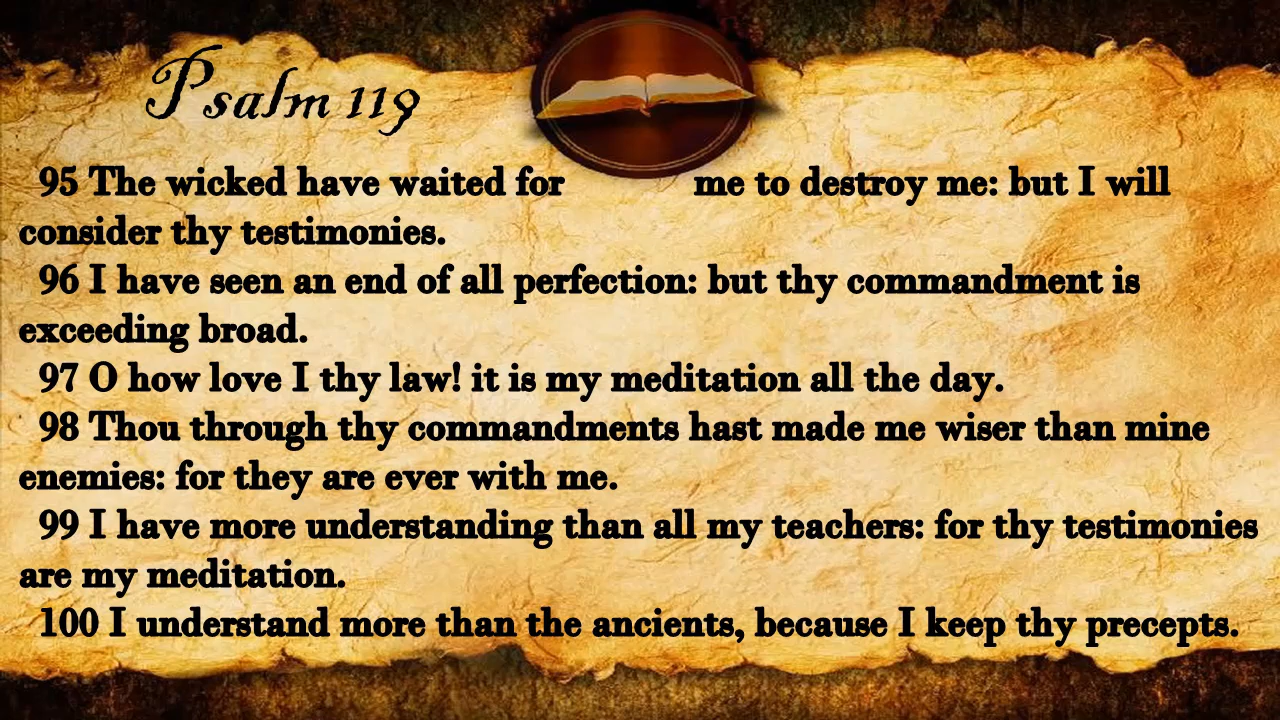 Psalm 119
95 The wicked have waited for me to destroy me: but I will
consider thy testimonies.
96 I have seen an end of all perfection: but thy commandment is
exceeding broad.
97 O how love I thy law! it is my meditation all the day.
98 Thou through thy commandments hast made me wiser than mine
enemies: for they are ever with me.
99 I have more understanding than all my teachers: for thy testimonies
are my meditation.
100 I understand more than the ancients, because I keep thy precepts.